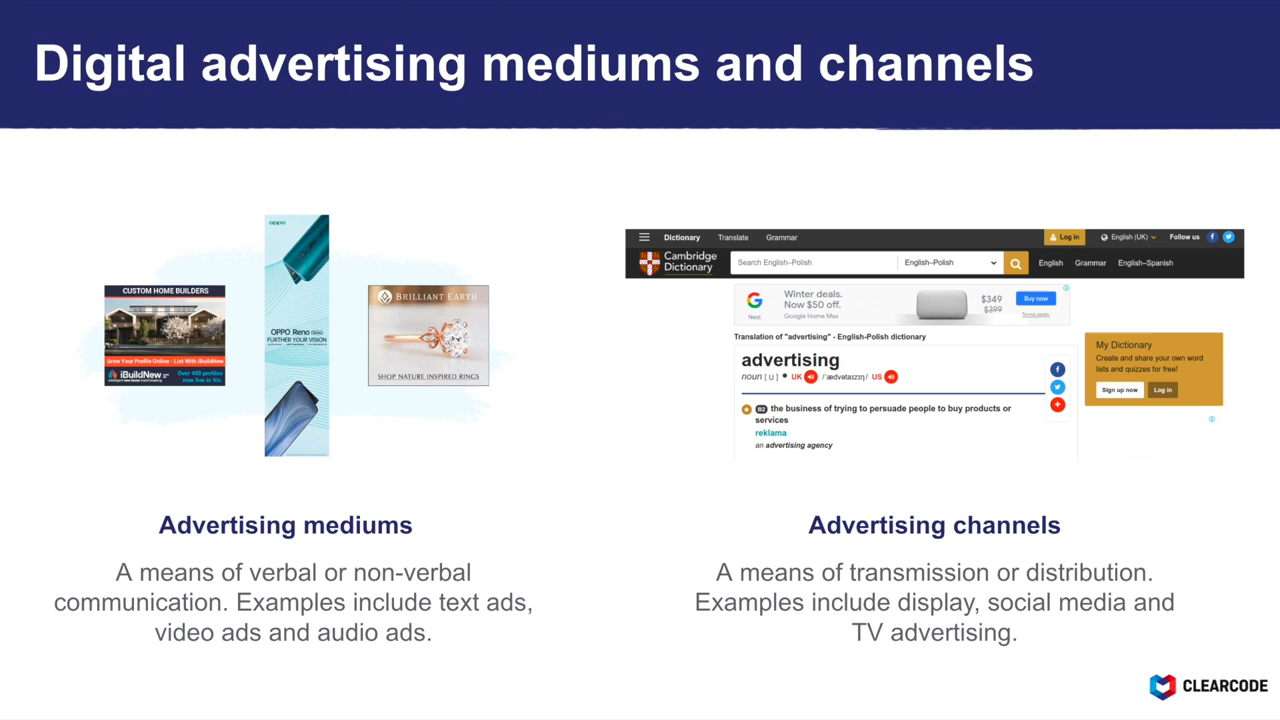 Digital advertising mediums and channels
CUSTOM HOME BUILDERS
Grow Your Profile Online - List With iBuildNew
iBuildNew
Over 400 profiles
now live in Vic.
oppo
OPPO Reno
FURTHER YOUR VISION
BRILLIANT EARTH
SHOP NATURE INSPIRED RINGS
Dictionary Translate Grammar Log in English (UK) Follow us
Cambridge
Dictionary
Search English–Polish English–Polish English Grammar English–Spanish
Winter deals.
Now $50 off.
Google Home Max
Nest
$349
$399
Buy now
Terms apply.
Translation of "advertising" - English-Polish dictionary
advertising
noun [ U ] • UK /ˈædvətaɪzɪŋ/ US
B2 the business of trying to persuade people to buy products or
services
reklama
an advertising agency
My Dictionary
Create and share your own word
lists and quizzes for free!
Sign up now Log in
Advertising mediums
A means of verbal or non-verbal
communication. Examples include text ads,
video ads and audio ads.
Advertising channels
A means of transmission or distribution.
Examples include display, social media and
TV advertising.
CLEARCODE